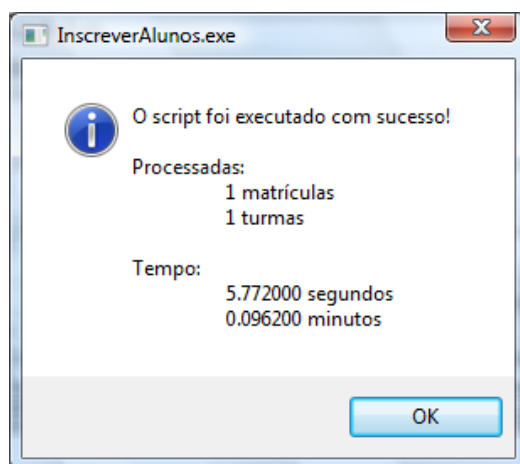 InscreverAlunos.exe
O script foi executado com sucesso!
Processadas:
1 matrículas
1 turmas
Tempo:
5.772000 segundos
0.096200 minutos
OK